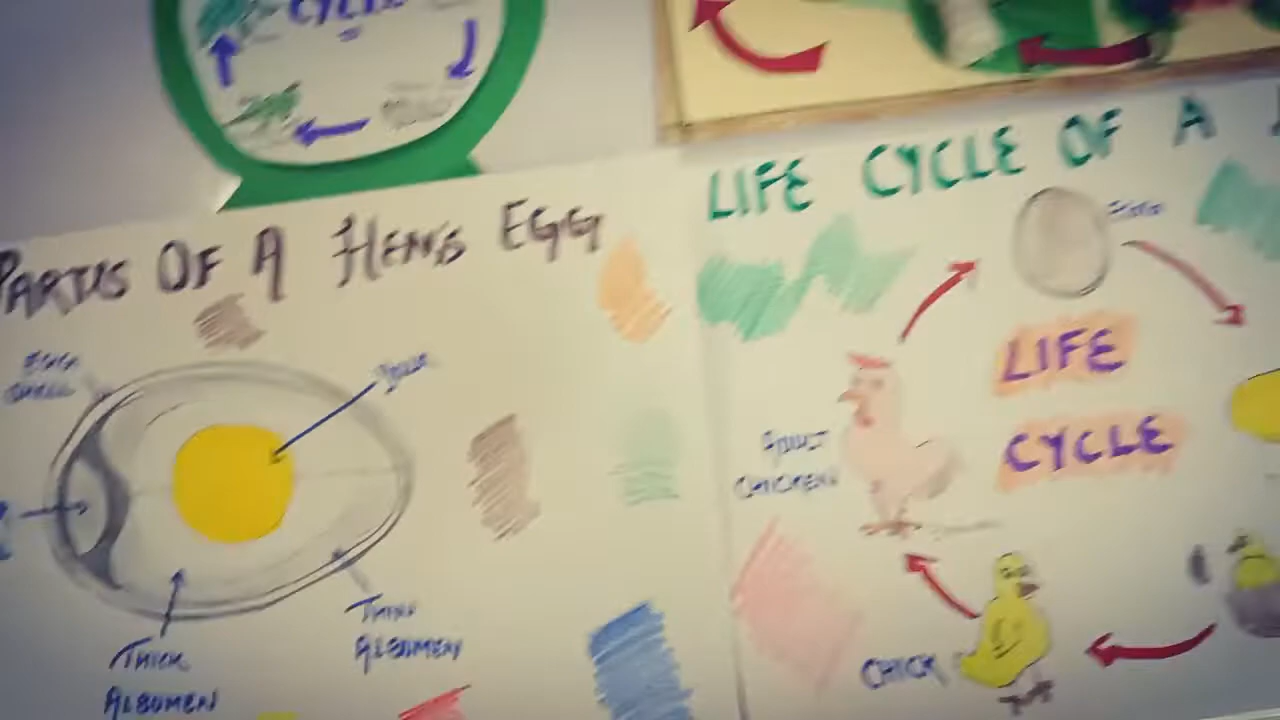 CYCLE
PARTS OF A HENS EGG
EGG
SHELL
YOLK
THICK
ALBUMEN
THIN
ALBUMEN
LIFE CYCLE OF A
LIFE
CYCLE
ADULT
CHICKEN
CHICK